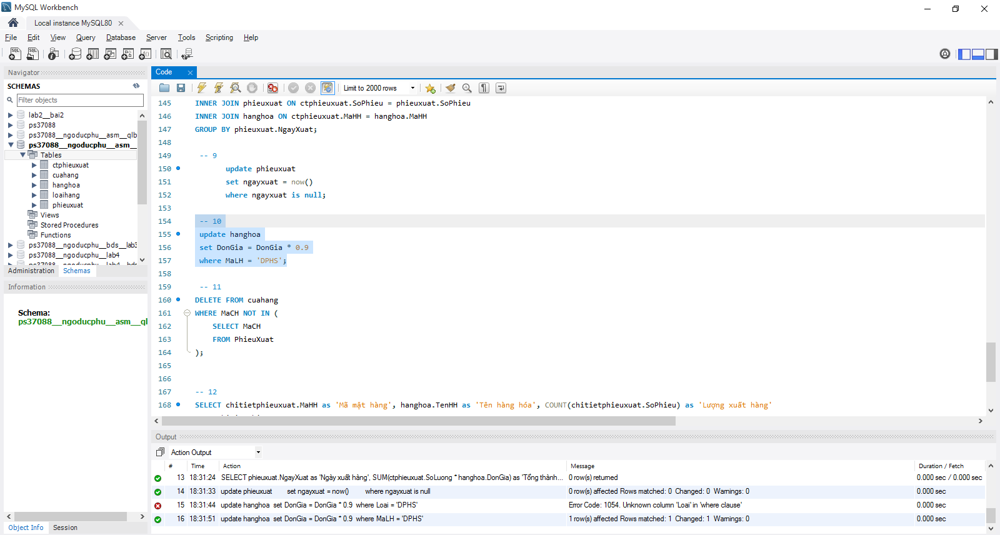 MySQL Workbench
Local instance MySQL80
File Edit View Query Database Server Tools Scripting Help
Navigator
SCHEMAS
Filter objects
lab2__bai2
ps37088
ps37088__ngoducphu__asm__qlb
ps37088__ngoducphu__asm__
Tables
ctphieuxuat
cuahang
hanghoa
loaihang
phieuxuat
Views
Stored Procedures
Functions
ps37088__ngoducphu__bds__lab3
ps37088__ngoducphu__lab4
ps37088__ngoducphu__lab4__bds
Administration Schemas
Information
Schema:
ps37088__ngoducphu__asm__ql
Object Info Session
Code
Limit to 2000 rows
145 INNER JOIN phieuxuat ON ctphieuxuat.SoPhieu = phieuxuat.SoPhieu
146 INNER JOIN hanghoa ON ctphieuxuat.MaHH = hanghoa.MaHH
147 GROUP BY phieuxuat.NgayXuat;
148
149 -- 9
150 update phieuxuat
151 set ngayxuat = now()
152 where ngayxuat is null;
153
154 -- 10
155 update hanghoa
156 set DonGia = DonGia * 0.9
157 where MaLH = 'DPHS';
158
159 -- 11
160 DELETE FROM cuahang
161 WHERE MaCH NOT IN (
162 SELECT MaCH
163 FROM PhieuXuat
164 );
165
166
167 -- 12
168 SELECT chitietphieuxuat.MaHH as 'Mã mặt hàng', hanghoa.TenHH as 'Tên hàng hóa', COUNT(chitietphieuxuat.SoPhieu) as 'Lượng xuất hàng'
Output
Action Output
# Time Action Message Duration / Fetch
13 18:31:24 SELECT phieuxuat.NgayXuat as 'Ngày xuất hàng', SUM(ctphieuxuat.SoLuong * hanghoa.DonGia) as 'Tổng thành... 0 row(s) returned 0.000 sec / 0.000 sec
14 18:31:33 update phieuxuat set ngayxuat = now() where ngayxuat is null 0 row(s) affected Rows matched: 0 Changed: 0 Warnings: 0 0.000 sec
15 18:31:44 update hanghoa set DonGia = DonGia * 0.9 where Loai = 'DPHS' Error Code: 1054. Unknown column 'Loai' in 'where clause' 0.000 sec
16 18:31:51 update hanghoa set DonGia = DonGia * 0.9 where MaLH = 'DPHS' 1 row(s) affected Rows matched: 1 Changed: 1 Warnings: 0 0.000 sec